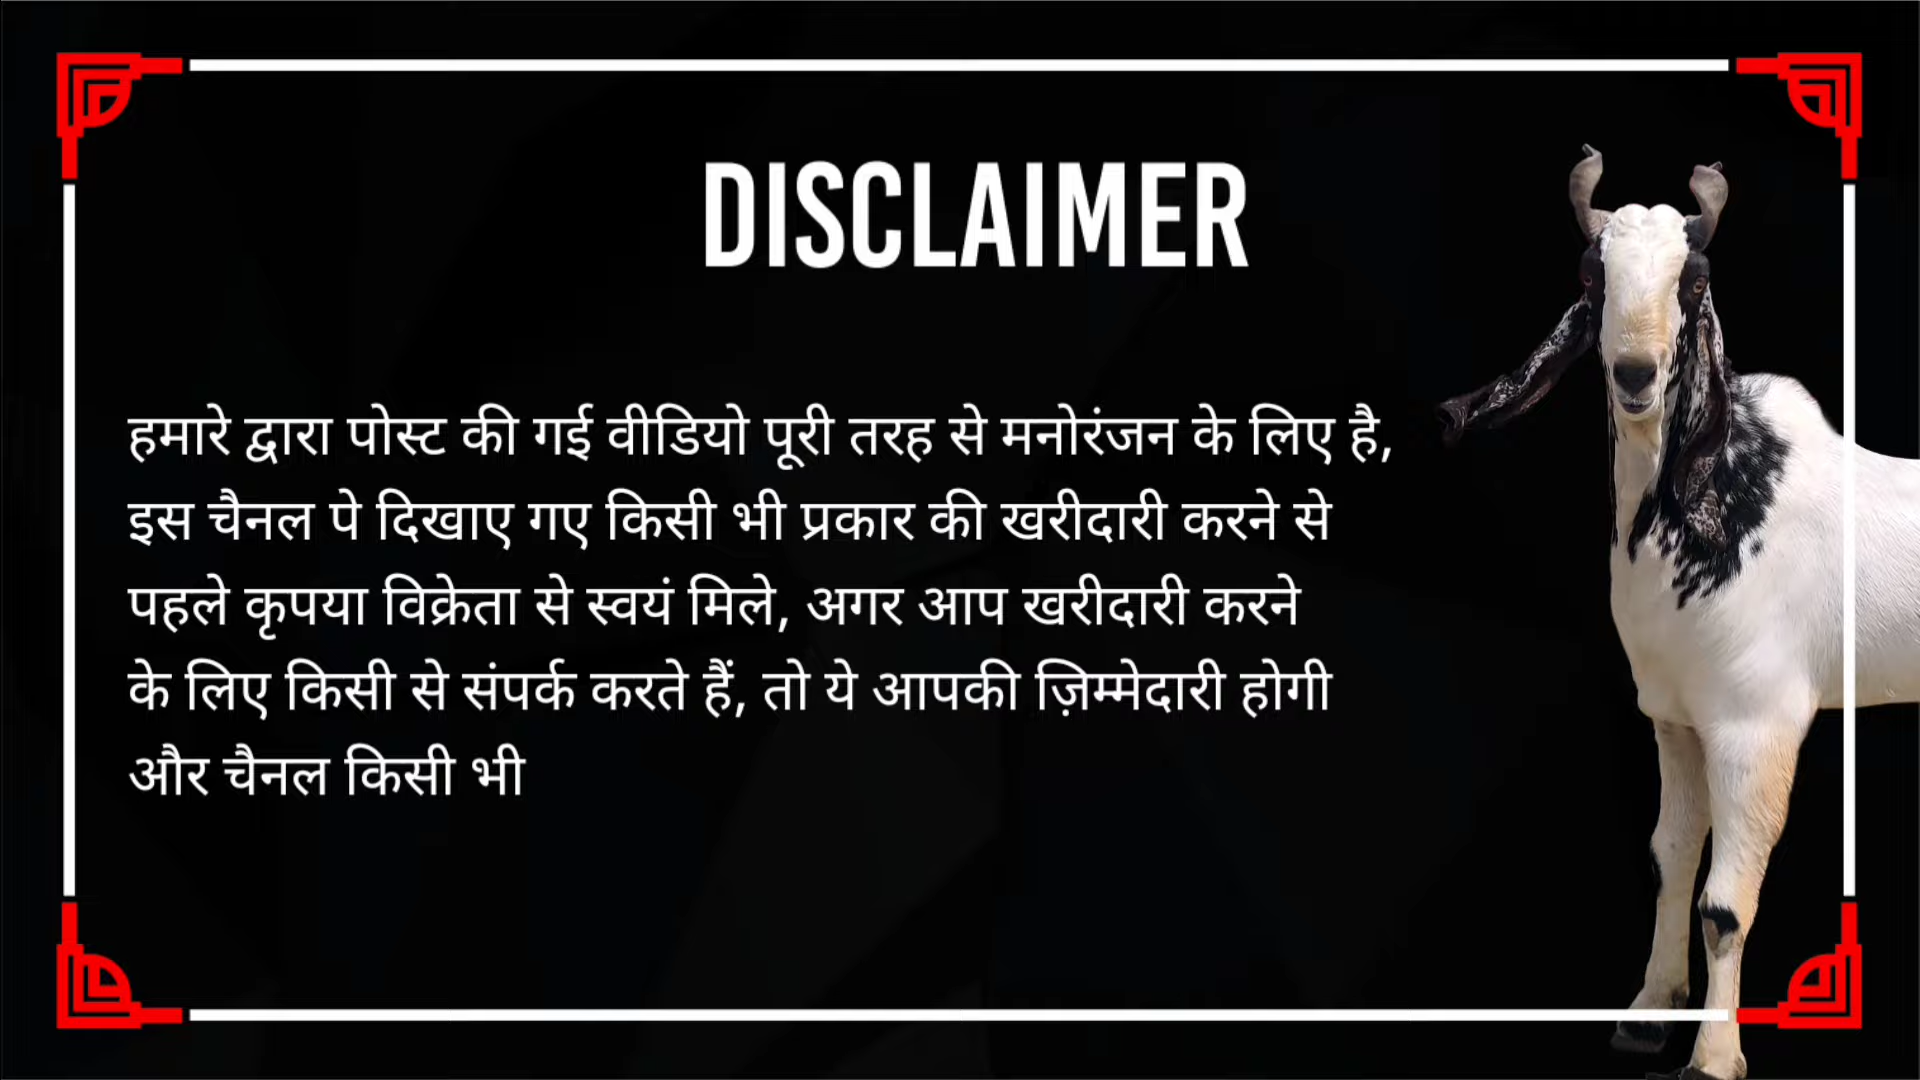 DISCLAIMER
हमारे द्वारा पोस्ट की गई वीडियो पूरी तरह से मनोरंजन के लिए है,
इस चैनल पे दिखाए गए किसी भी प्रकार की खरीदारी करने से
पहले कृपया विक्रेता से स्वयं मिले, अगर आप खरीदारी करने
के लिए किसी से संपर्क करते हैं, तो ये आपकी ज़िम्मेदारी होगी
और चैनल किसी भी